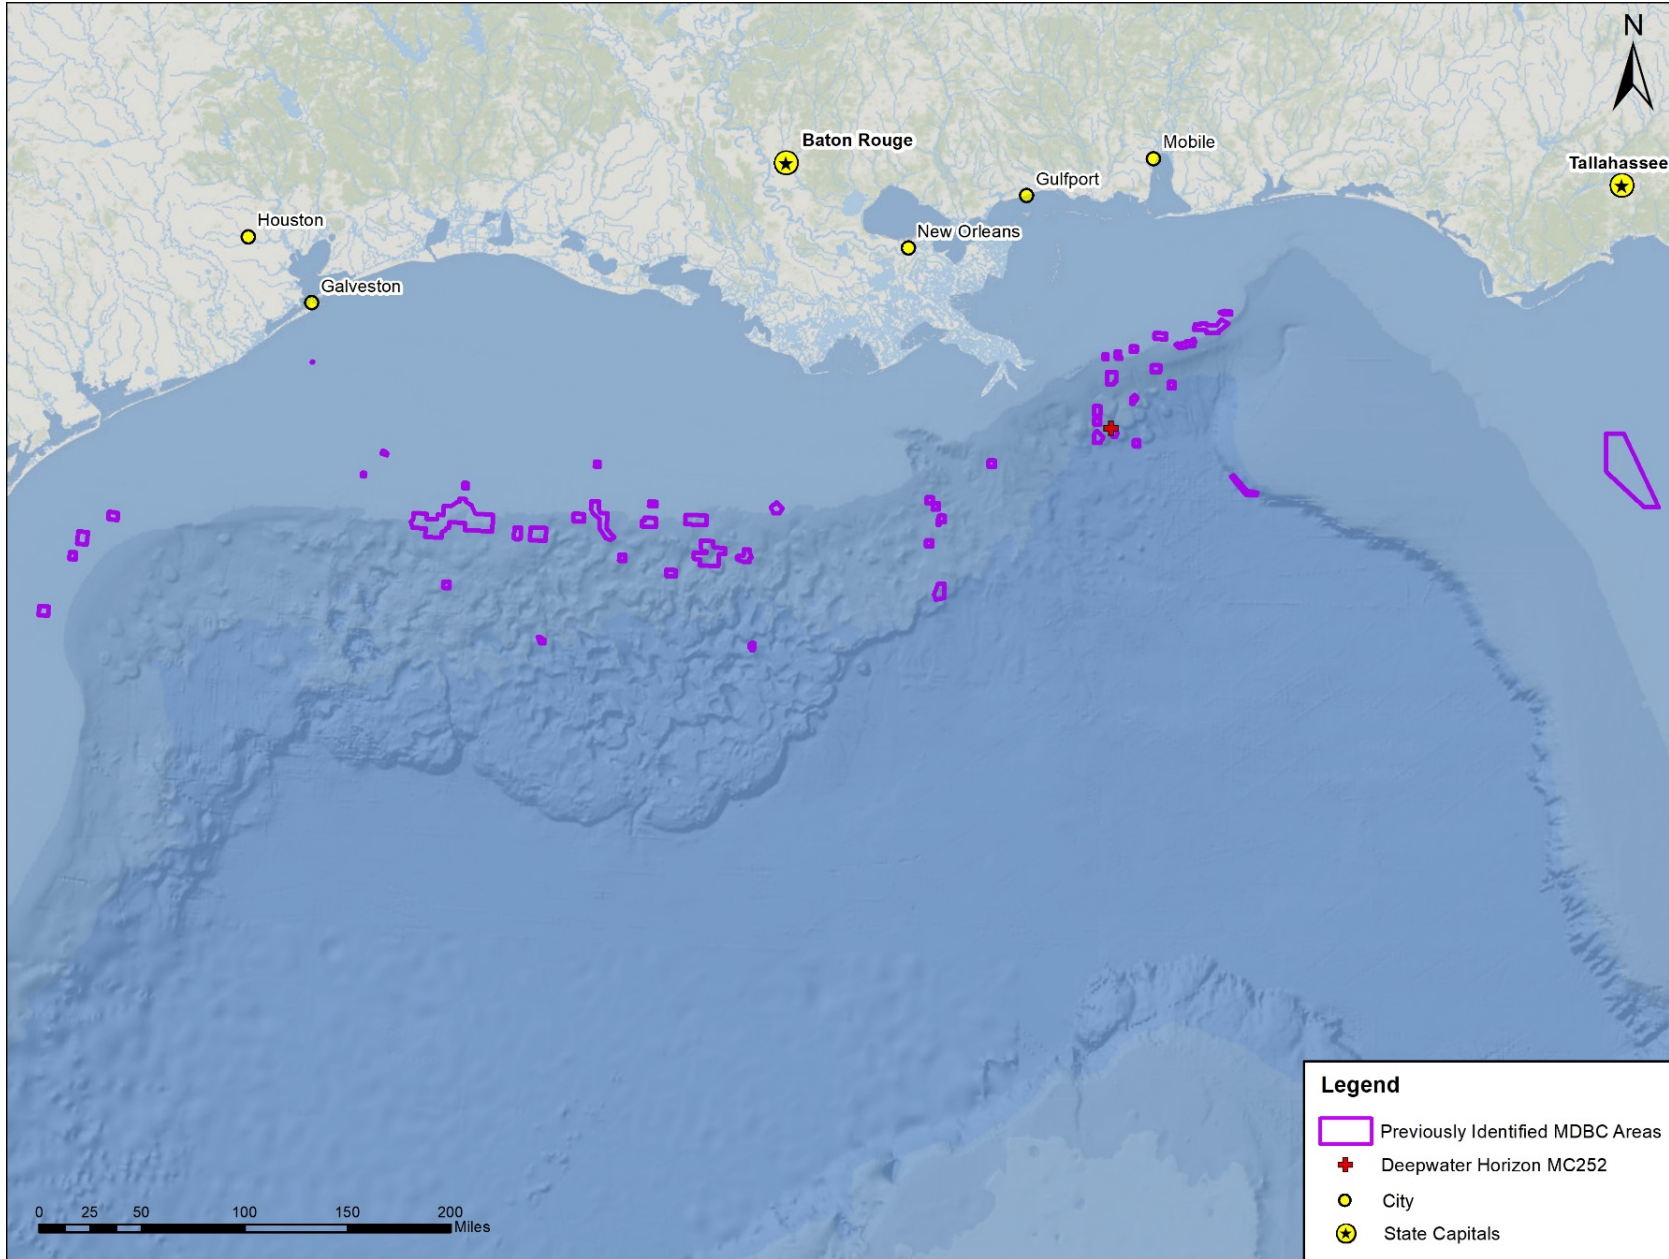 N
Mobile
Baton Rouge
Tallahassee
Gulfport
Houston
New Orleans
Galveston
Legend
Previously Identified MDBC Areas
Deepwater Horizon MC252
City
State Capitals
0 25 50 100 150 200
Miles